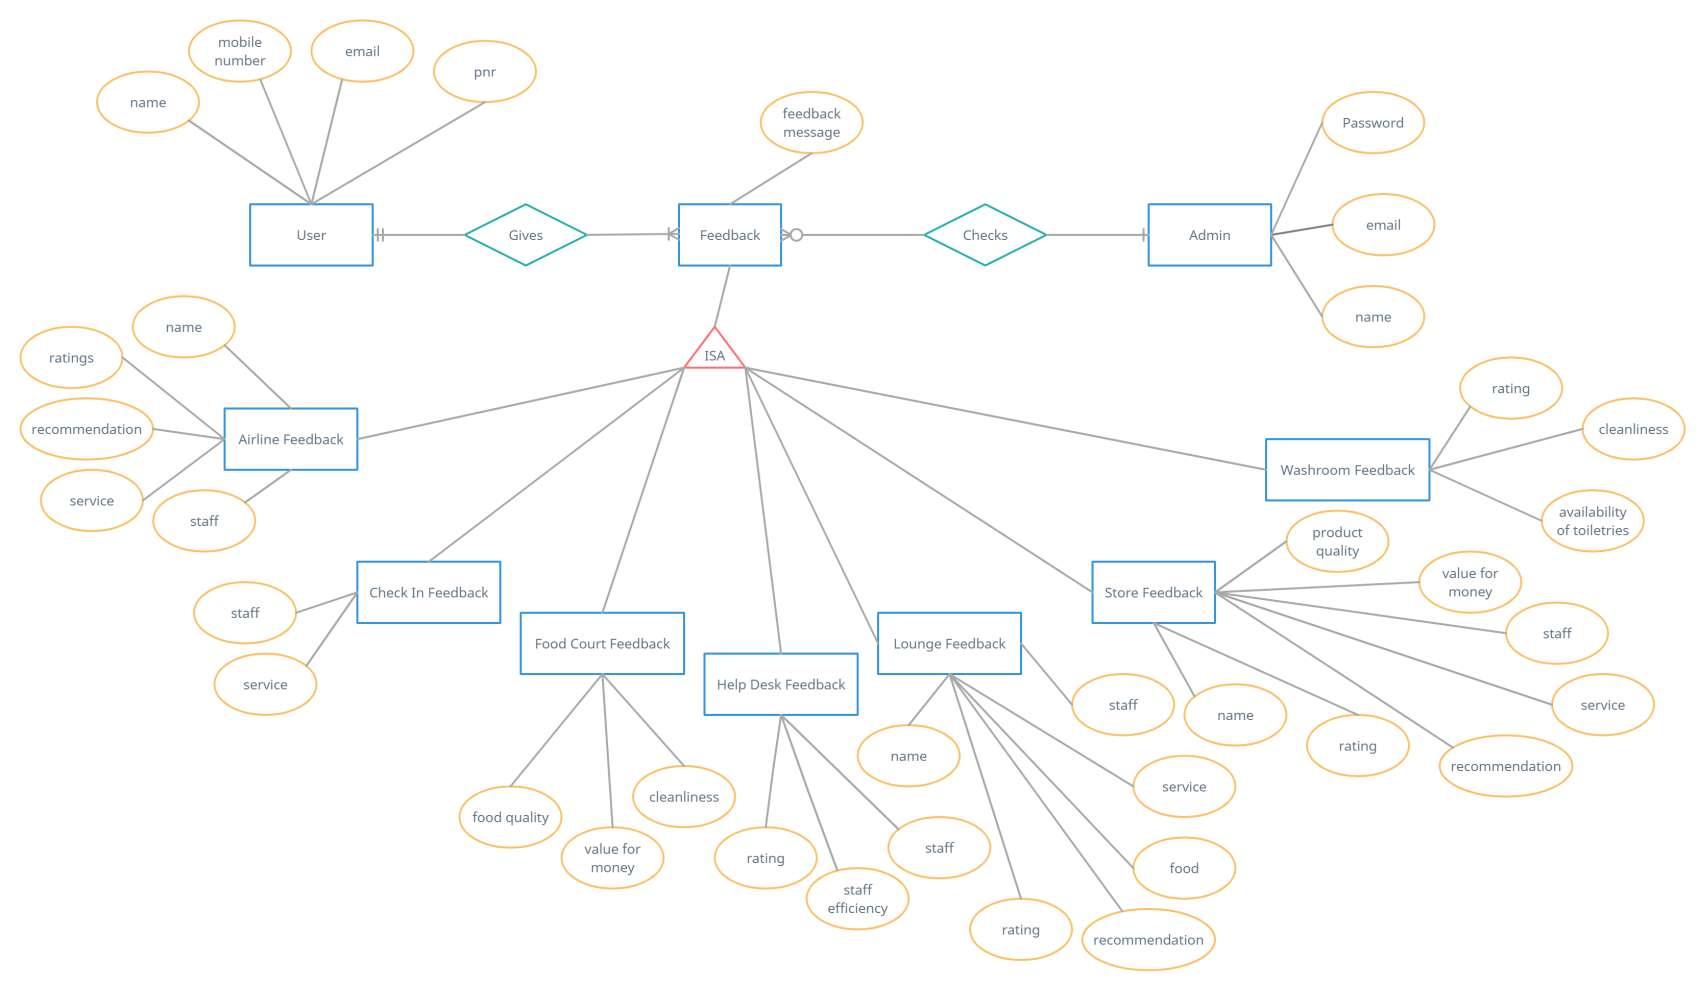 mobile
number
email
pnr
name
feedback
message
Password
User
Gives
Feedback
Checks
Admin
email
name
name
ratings
ISA
rating
recommendation
Airline Feedback
cleanliness
Washroom Feedback
service
staff
availability
of toiletries
product
quality
value for
money
Check In Feedback
Store Feedback
staff
staff
Food Court Feedback
Lounge Feedback
service
Help Desk Feedback
staff
service
name
rating
name
recommendation
service
cleanliness
food quality
value for
money
rating
staff
food
staff
efficiency
rating
recommendation